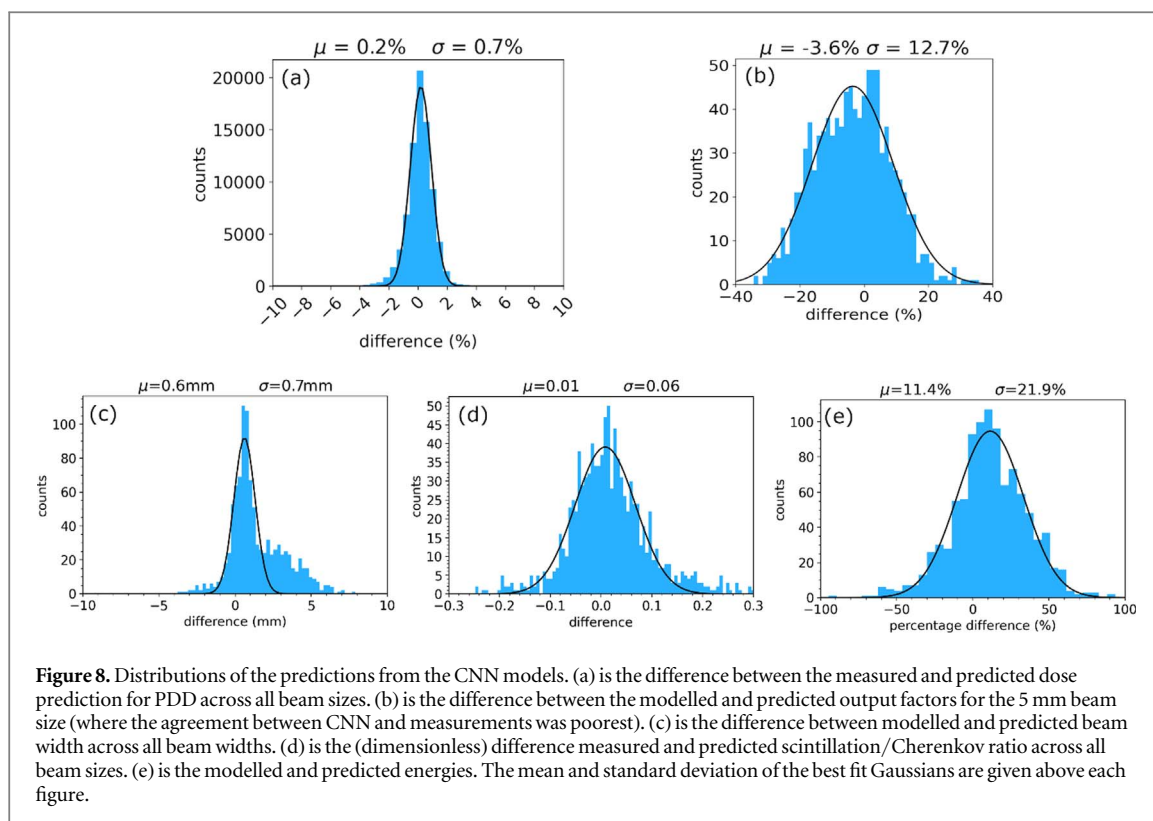 μ = 0.2% σ = 0.7%
(a)
20000
15000
10000
5000
0
counts
−10 −8 −6 −4 −2 0 2 4 6 8 10
difference (%)
μ = -3.6% σ = 12.7%
(b)
50
40
30
20
10
0
counts
−40 −20 0 20 40
difference (%)
μ=0.6mm σ=0.7mm
(c)
100
80
60
40
20
0
counts
−10 −5 0 5 10
difference (mm)
μ=0.01 σ=0.06
(d)
50
45
40
35
30
25
20
15
10
5
0
counts
−0.3 −0.2 −0.1 0.0 0.1 0.2 0.3
difference
μ=11.4% σ=21.9%
(e)
100
80
60
40
20
0
counts
−100 −50 0 50 100
percentage difference (%)
Figure 8. Distributions of the predictions from the CNN models. (a) is the difference between the measured and predicted dose
prediction for PDD across all beam sizes. (b) is the difference between the modelled and predicted output factors for the 5 mm beam
size (where the agreement between CNN and measurements was poorest). (c) is the difference between modelled and predicted beam
width across all beam widths. (d) is the (dimensionless) difference measured and predicted scintillation/Cherenkov ratio across all
beam sizes. (e) is the modelled and predicted energies. The mean and standard deviation of the best fit Gaussians are given above each
figure.